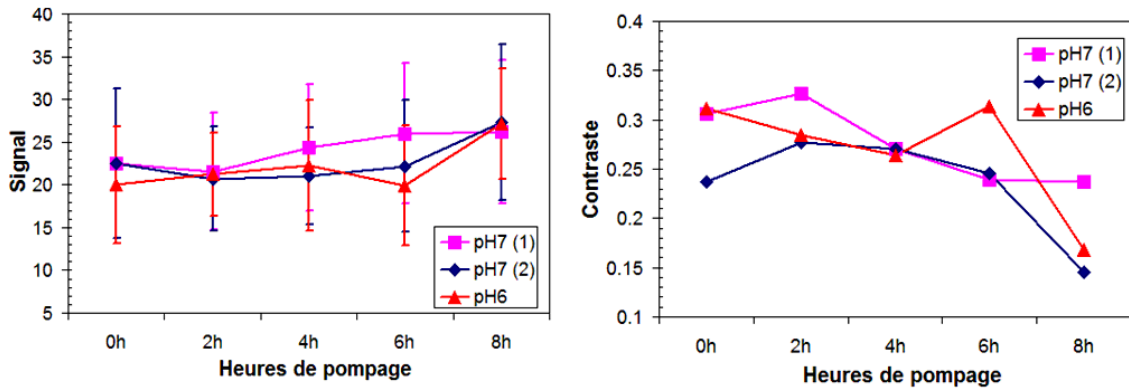 40
35
30
25
20
15
10
5
Signal
pH7 (1)
pH7 (2)
pH6
0h 2h 4h 6h 8h
Heures de pompage
0.4
0.35
0.3
0.25
0.2
0.15
0.1
Contraste
pH7 (1)
pH7 (2)
pH6
0h 2h 4h 6h 8h
Heures de pompage